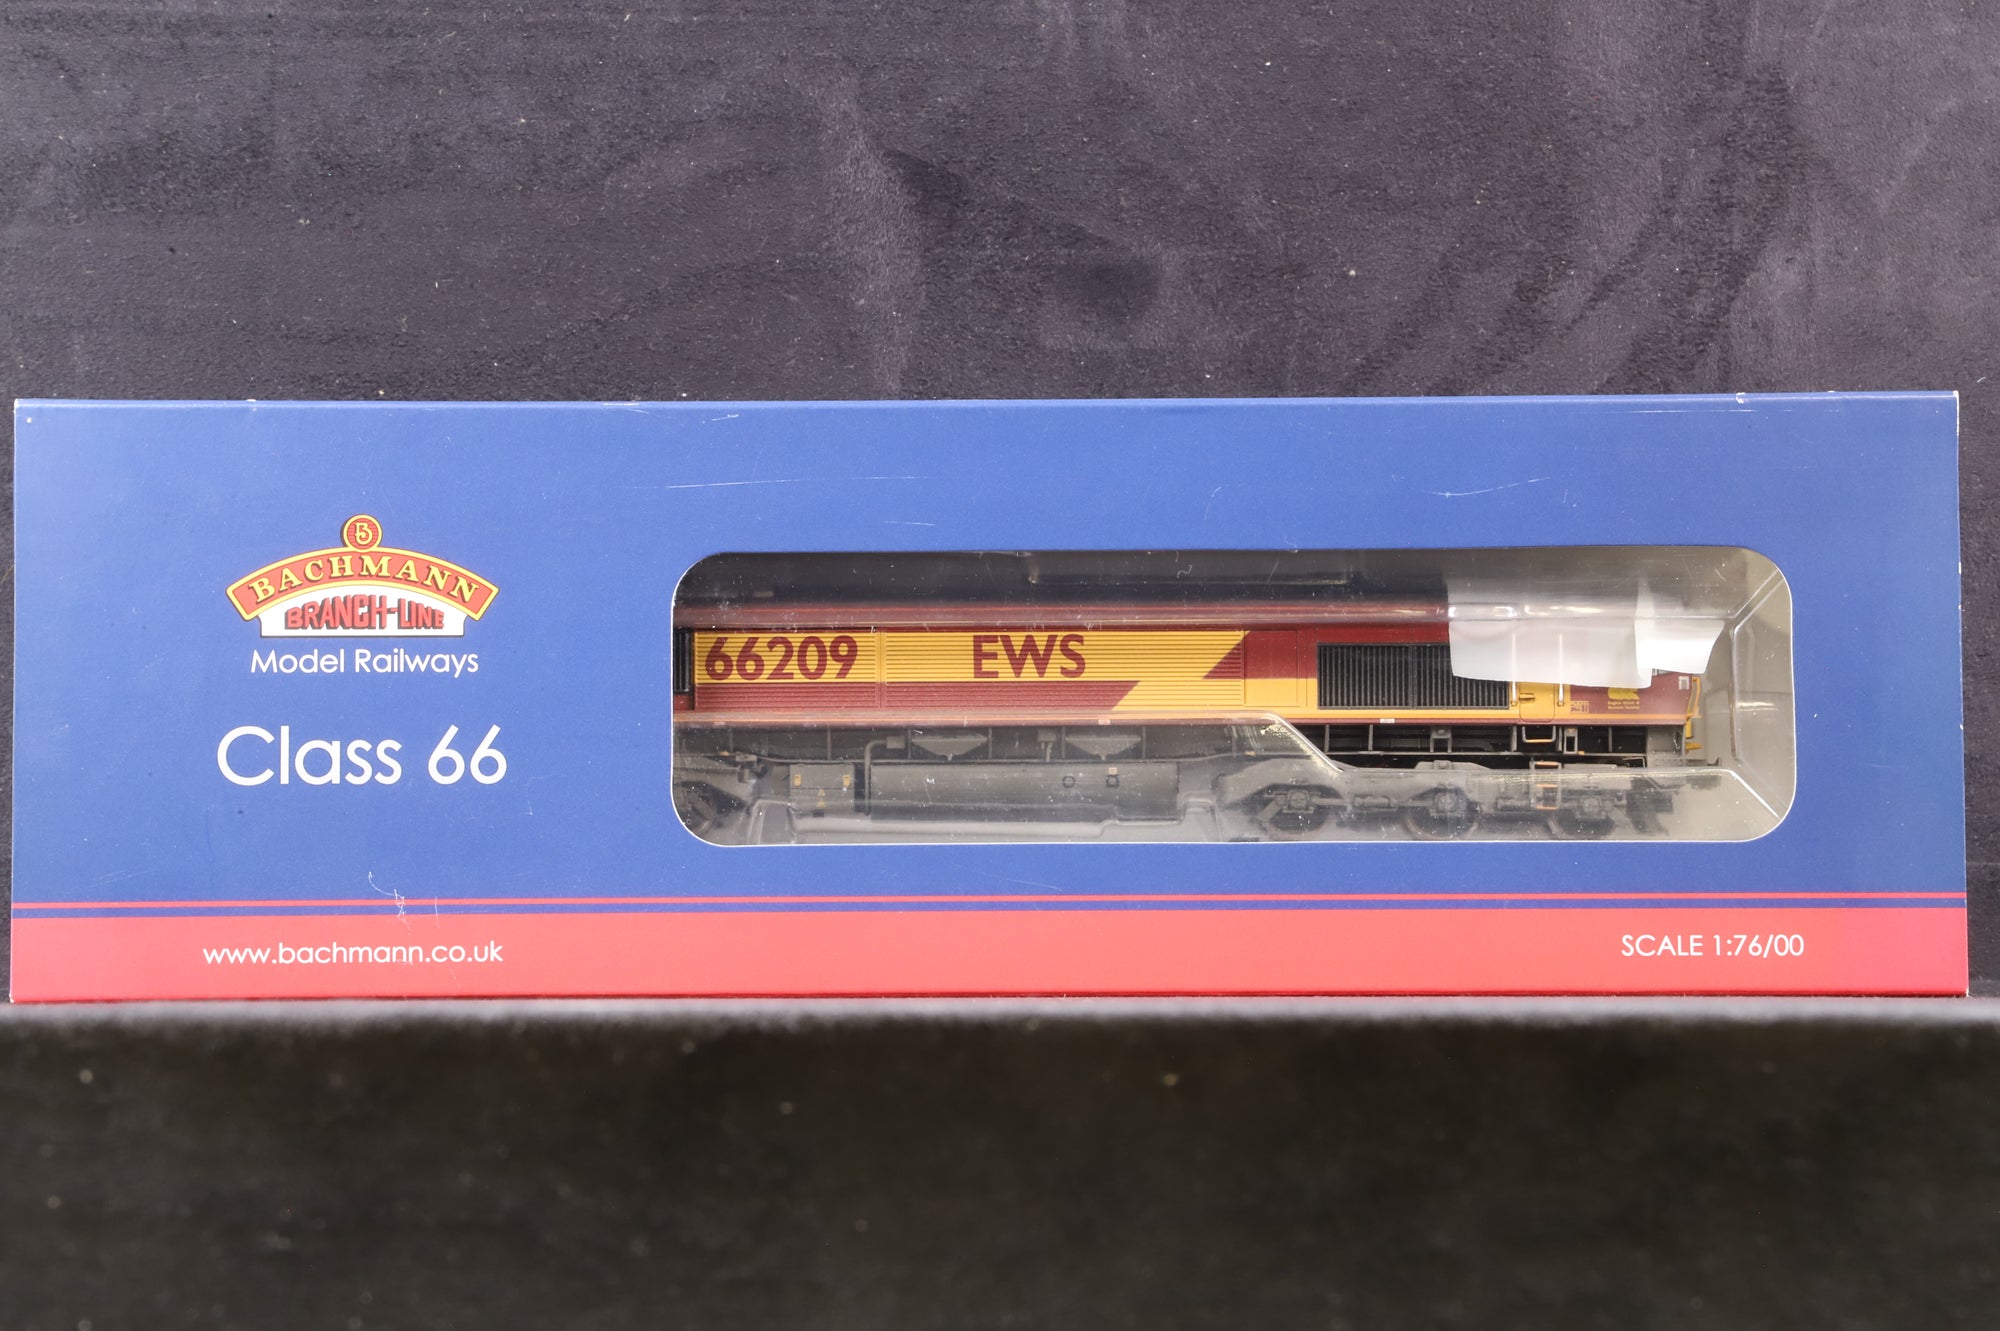 B
BACHMANN
BRANCH-LINE
Model Railways
Class 66
66209 EWS
www.bachmann.co.uk
SCALE 1:76/00